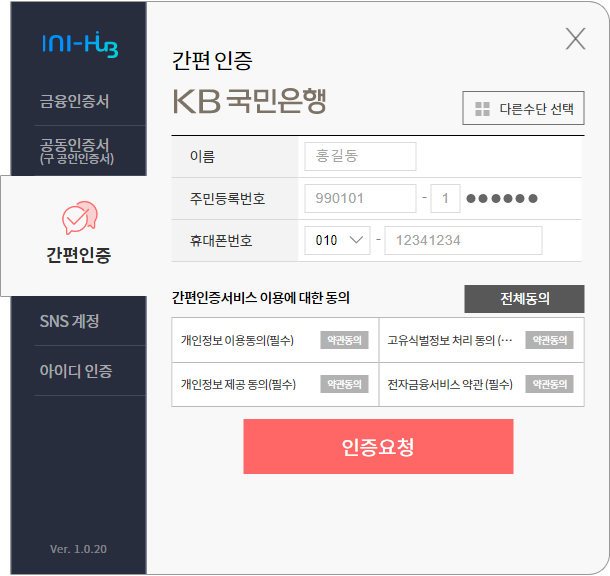 INI-HUB
금융인증서
공동인증서
(구 공인인증서)
간편인증
SNS 계정
아이디 인증
Ver. 1.0.20
간편 인증
KB 국민은행
다른수단 선택
이름
홍길동
주민등록번호
990101 - 1 ●●●●●●
휴대폰번호
010 - 12341234
간편인증서비스 이용에 대한 동의
전체동의
개인정보 이용동의(필수) 약관동의
고유식별정보 처리 동의 (··· 약관동의
개인정보 제공 동의(필수) 약관동의
전자금융서비스 약관 (필수) 약관동의
인증요청